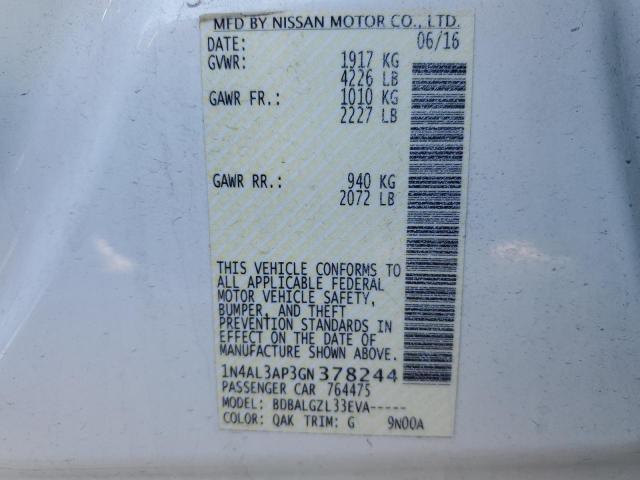 MFD BY NISSAN MOTOR CO., LTD.
DATE: 06/16
GVWR: 1917 KG
4226 LB
GAWR FR.: 1010 KG
2227 LB
GAWR RR.: 940 KG
2072 LB
THIS VEHICLE CONFORMS TO
ALL APPLICABLE FEDERAL
MOTOR VEHICLE SAFETY,
BUMPER, AND THEFT
PREVENTION STANDARDS IN
EFFECT ON THE DATE OF
MANUFACTURE SHOWN ABOVE.
1N4AL3AP3GN378244
PASSENGER CAR 764475
MODEL: BDBALGZL33EVA-----
COLOR: QAK TRIM: G 9N00A